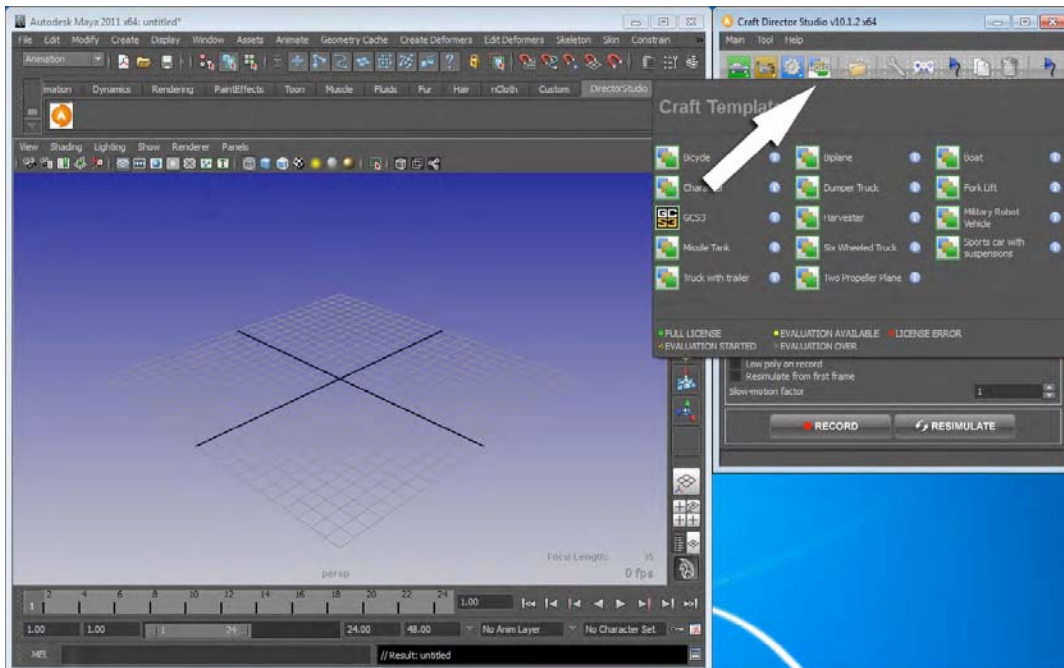 Autodesk Maya 2011 x64: untitled*
File Edit Modify Create Display Window Assets Animate Geometry Cache Create Deformers Edit Deformers Skeleton Skin Constrain
Animation
mation Dynamics Rendering PaintEffects Toon Muscle Fluids Fur Hair nCloth Custom DirectorStudio
View Shading Lighting Show Renderer Panels
persp
Focal Length: 35
0 fps
2 4 6 8 10 12 14 16 18 20 22 24
1
1.00
1.00 1.00 1 24 24.00 48.00 No Anim Layer No Character Set
MEL // Result: untitled
Craft Director Studio v10.1.2 x64
Main Tool Help
Craft Template
Bicycle Biplane Boat
Chara Dumper Truck Fork Lift
GCS3 GCS3 Harvester Military Robot Vehicle
Missile Tank Six Wheeled Truck Sports car with suspensions
Truck with trailer Two Propeller Plane
FULL LICENSE EVALUATION AVAILABLE LICENSE ERROR
EVALUATION STARTED EVALUATION OVER
Low poly on record
Resimulate from first frame
Slow-motion factor 1
RECORD RESIMULATE